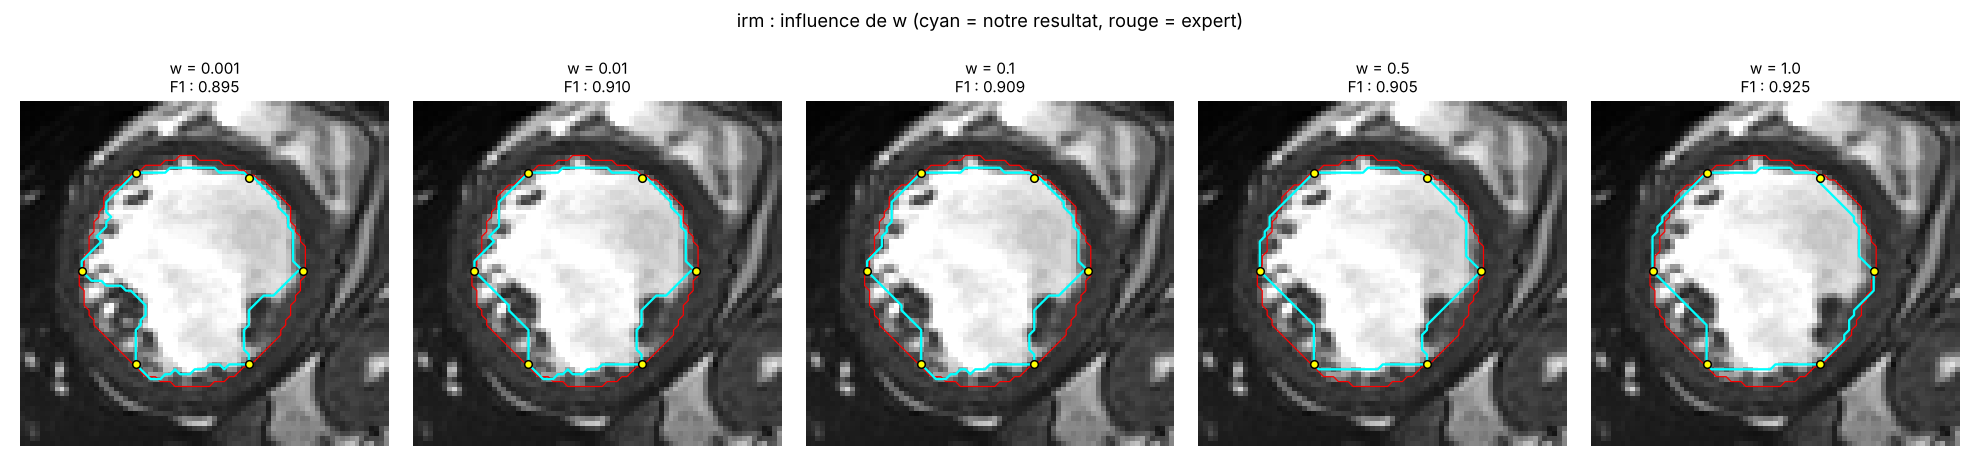 irm : influence de w (cyan = notre resultat, rouge = expert)
w = 0.001
F1 : 0.895
w = 0.01
F1 : 0.910
w = 0.1
F1 : 0.909
w = 0.5
F1 : 0.905
w = 1.0
F1 : 0.925